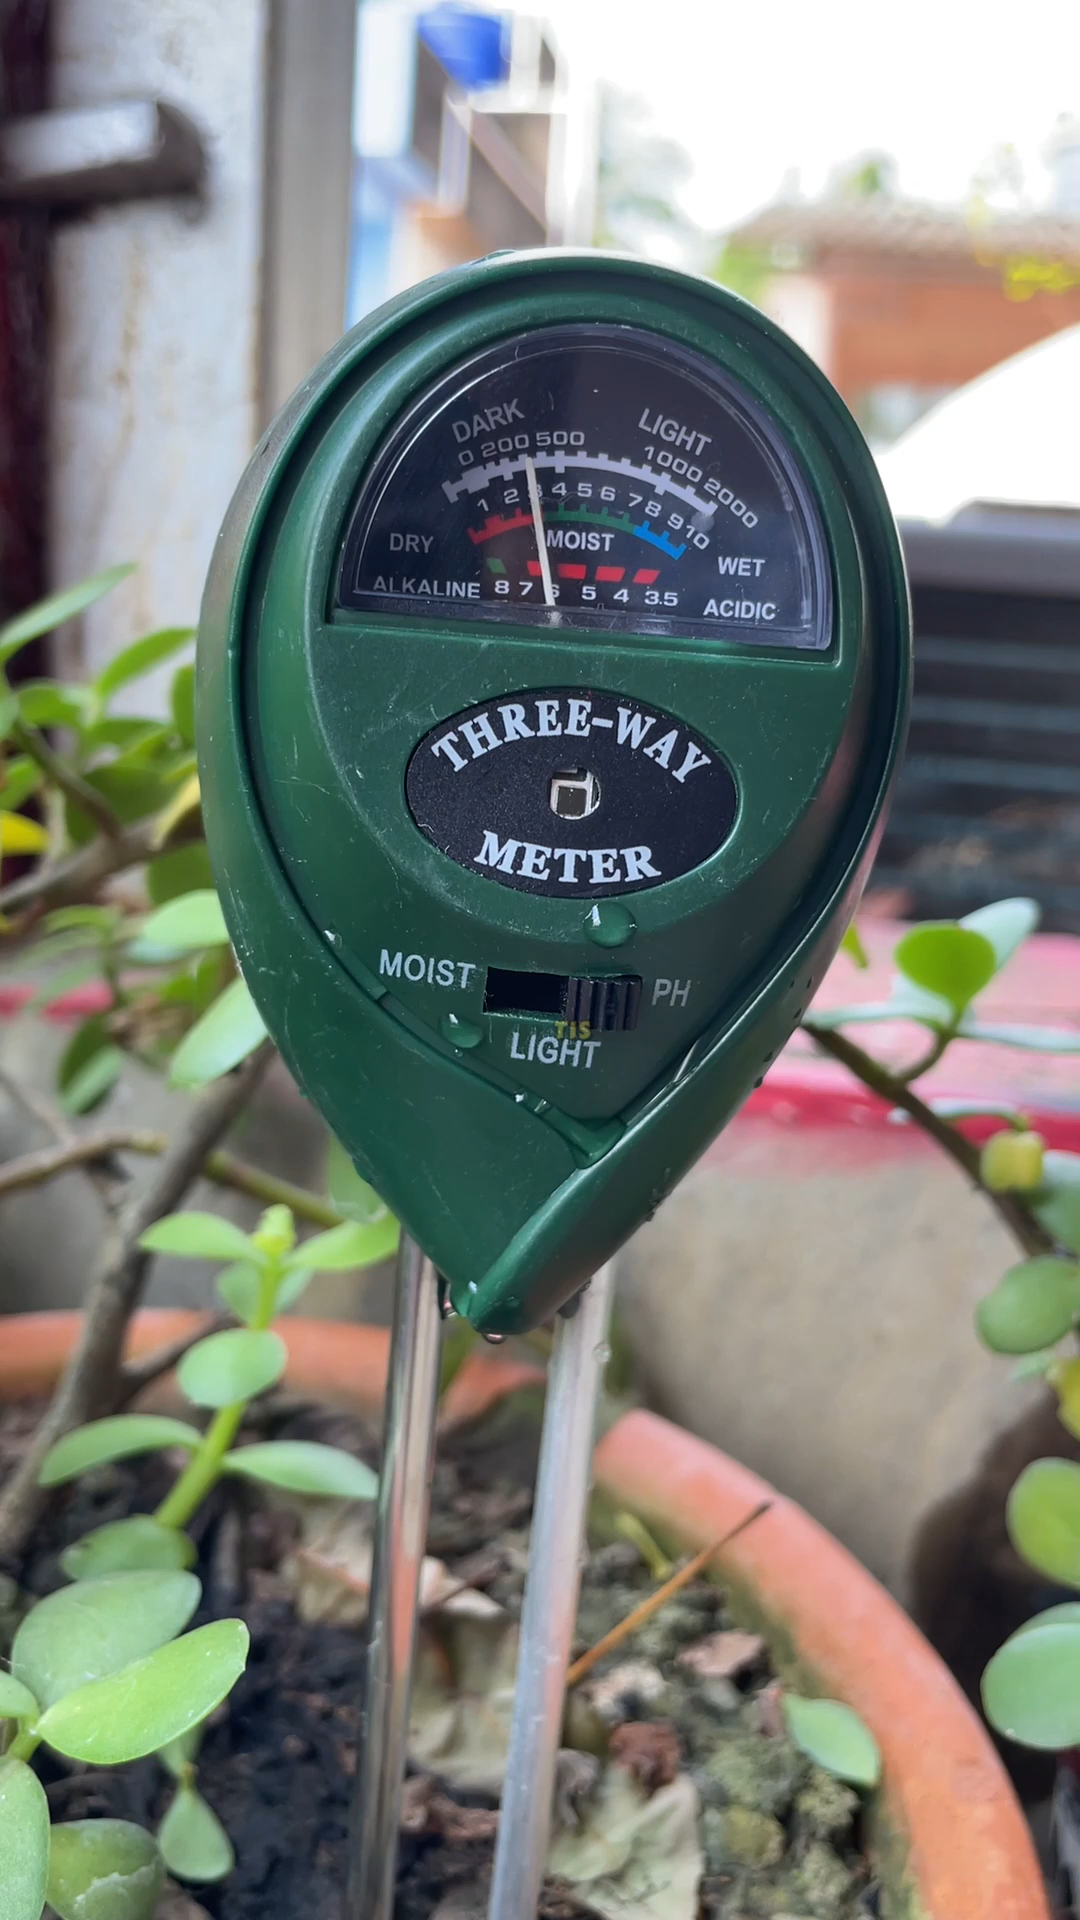 DARK LIGHT
0 200 500 1000 2000
1 2 3 4 5 6 7 8 9 10
DRY MOIST WET
ALKALINE 8 7 6 5 4 3.5 ACIDIC
THREE-WAY
METER
MOIST PH
TIS
LIGHT